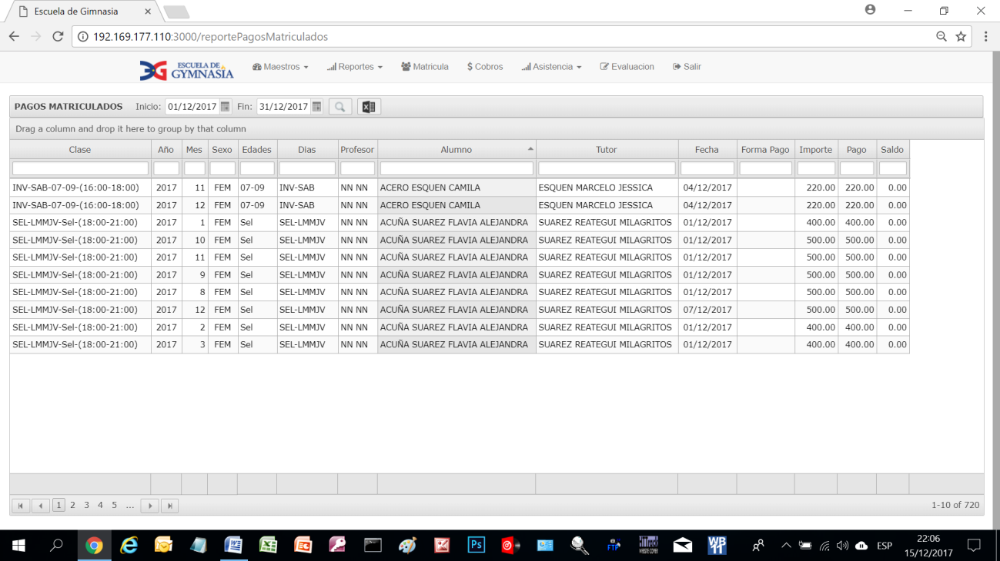 Escuela de Gimnasia
192.169.177.110:3000/reportePagosMatriculados
ESCUELA DE GYMNASIA Maestros Reportes Matricula $ Cobros Asistencia Evaluacion Salir
PAGOS MATRICULADOS Inicio: 01/12/2017 Fin: 31/12/2017
Drag a column and drop it here to group by that column
Clase Año Mes Sexo Edades Dias Profesor Alumno Tutor Fecha Forma Pago Importe Pago Saldo
INV-SAB-07-09-(16:00-18:00) 2017 11 FEM 07-09 INV-SAB NN NN ACERO ESQUEN CAMILA ESQUEN MARCELO JESSICA 04/12/2017 220.00 220.00 0.00
INV-SAB-07-09-(16:00-18:00) 2017 12 FEM 07-09 INV-SAB NN NN ACERO ESQUEN CAMILA ESQUEN MARCELO JESSICA 04/12/2017 220.00 220.00 0.00
SEL-LMMJV-Sel-(18:00-21:00) 2017 1 FEM Sel SEL-LMMJV NN NN ACUÑA SUAREZ FLAVIA ALEJANDRA SUAREZ REATEGUI MILAGRITOS 01/12/2017 400.00 400.00 0.00
SEL-LMMJV-Sel-(18:00-21:00) 2017 10 FEM Sel SEL-LMMJV NN NN ACUÑA SUAREZ FLAVIA ALEJANDRA SUAREZ REATEGUI MILAGRITOS 01/12/2017 500.00 500.00 0.00
SEL-LMMJV-Sel-(18:00-21:00) 2017 11 FEM Sel SEL-LMMJV NN NN ACUÑA SUAREZ FLAVIA ALEJANDRA SUAREZ REATEGUI MILAGRITOS 01/12/2017 500.00 500.00 0.00
SEL-LMMJV-Sel-(18:00-21:00) 2017 9 FEM Sel SEL-LMMJV NN NN ACUÑA SUAREZ FLAVIA ALEJANDRA SUAREZ REATEGUI MILAGRITOS 01/12/2017 500.00 500.00 0.00
SEL-LMMJV-Sel-(18:00-21:00) 2017 8 FEM Sel SEL-LMMJV NN NN ACUÑA SUAREZ FLAVIA ALEJANDRA SUAREZ REATEGUI MILAGRITOS 01/12/2017 500.00 500.00 0.00
SEL-LMMJV-Sel-(18:00-21:00) 2017 12 FEM Sel SEL-LMMJV NN NN ACUÑA SUAREZ FLAVIA ALEJANDRA SUAREZ REATEGUI MILAGRITOS 07/12/2017 500.00 500.00 0.00
SEL-LMMJV-Sel-(18:00-21:00) 2017 2 FEM Sel SEL-LMMJV NN NN ACUÑA SUAREZ FLAVIA ALEJANDRA SUAREZ REATEGUI MILAGRITOS 01/12/2017 400.00 400.00 0.00
SEL-LMMJV-Sel-(18:00-21:00) 2017 3 FEM Sel SEL-LMMJV NN NN ACUÑA SUAREZ FLAVIA ALEJANDRA SUAREZ REATEGUI MILAGRITOS 01/12/2017 400.00 400.00 0.00
1 2 3 4 5 ... 1-10 of 720
Ps FTP WB 11 ESP 22:06
15/12/2017